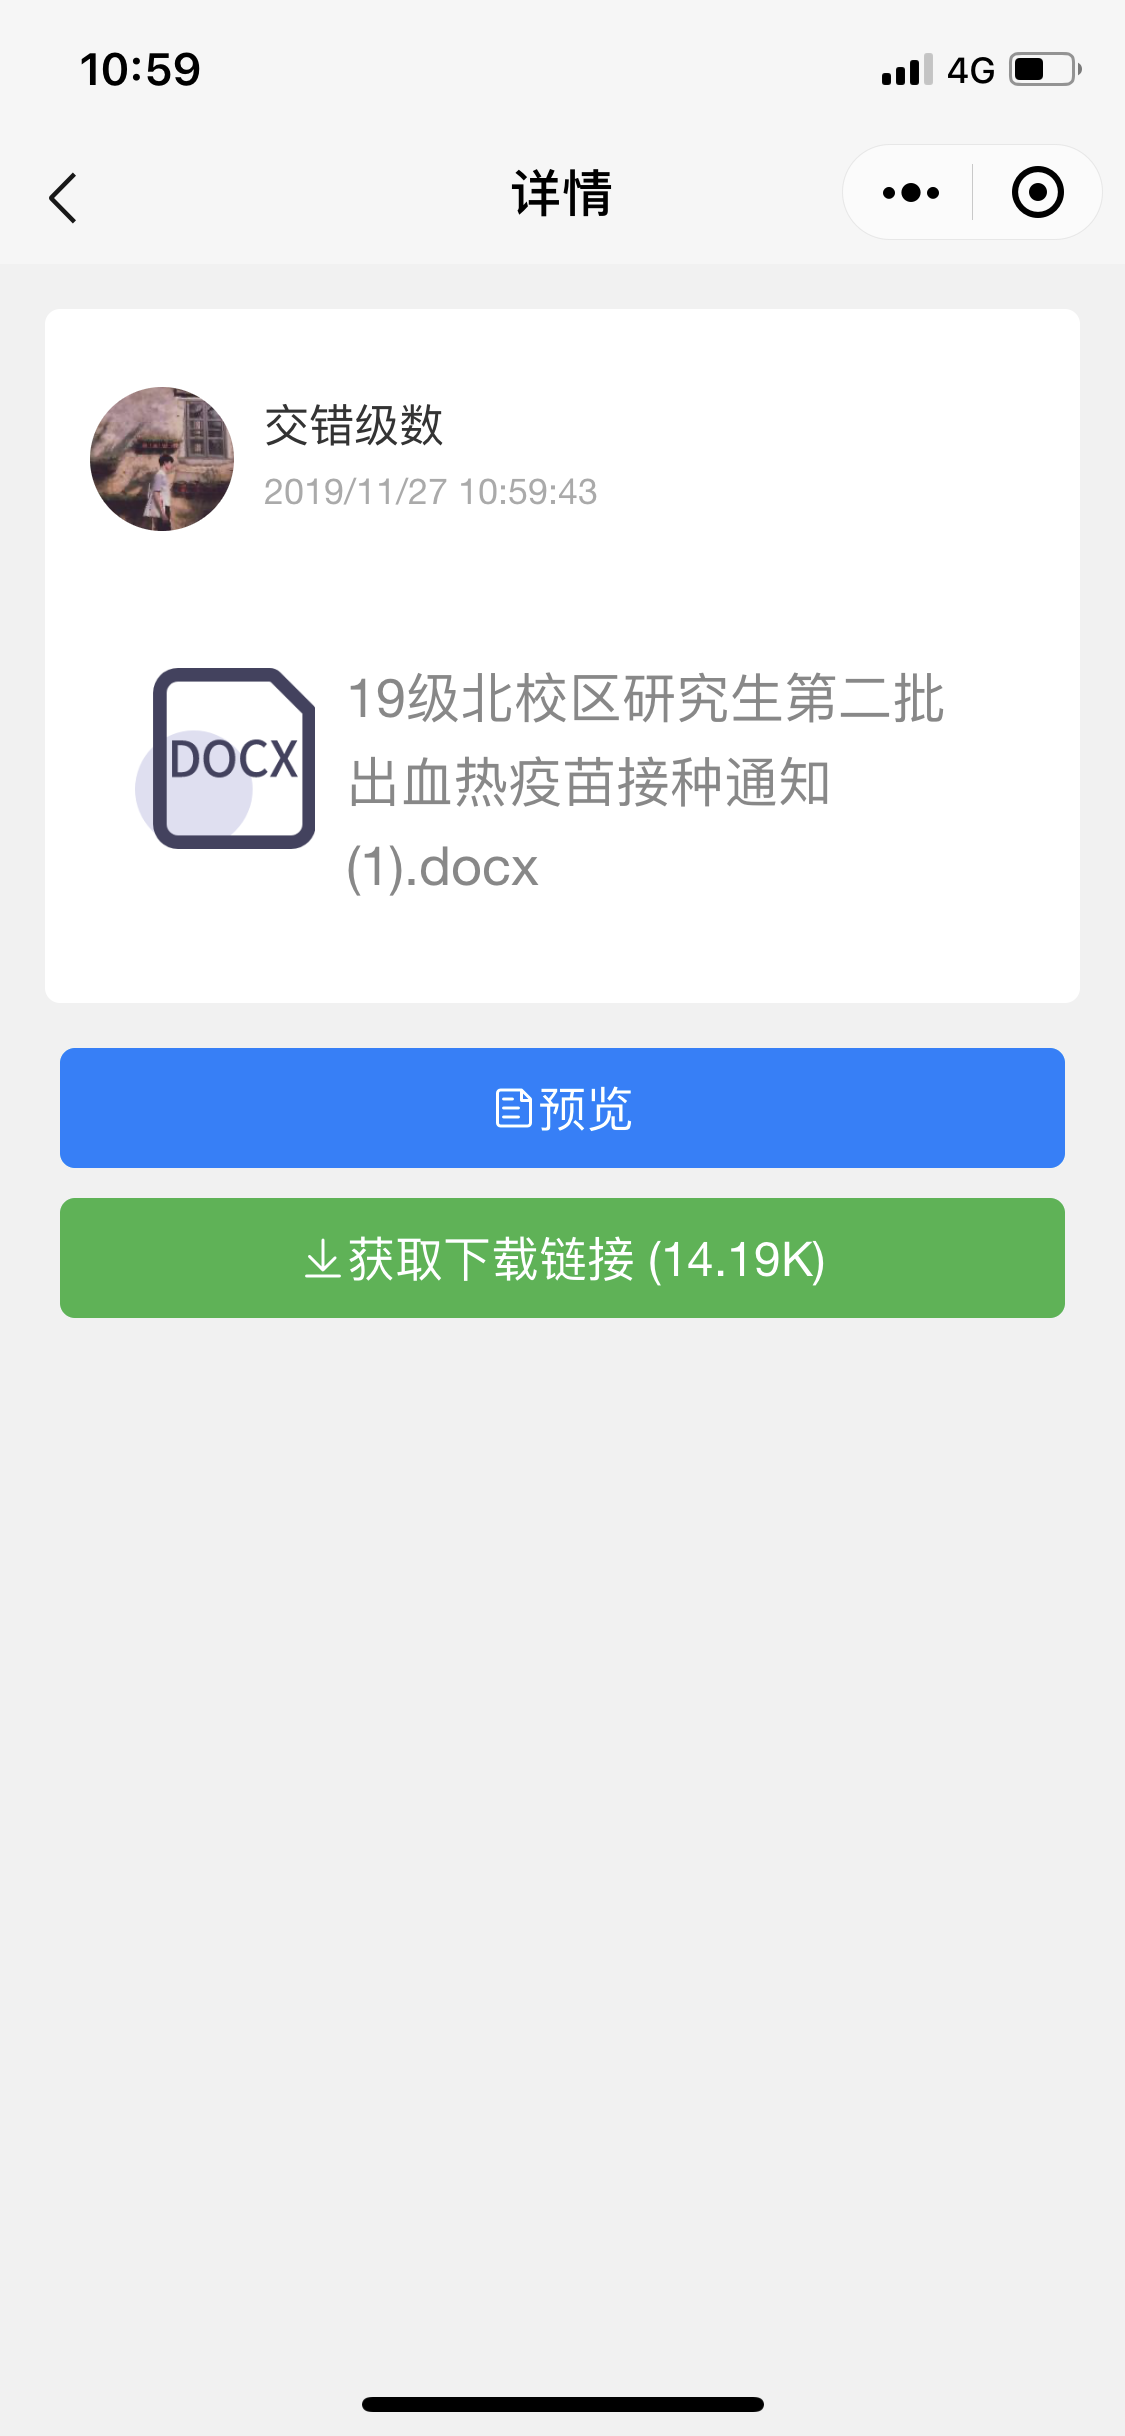 10:59
4G
详情
交错级数
2019/11/27 10:59:43
DOCX
19级北校区研究生第二批
出血热疫苗接种通知
(1).docx
预览
获取下载链接 (14.19K)